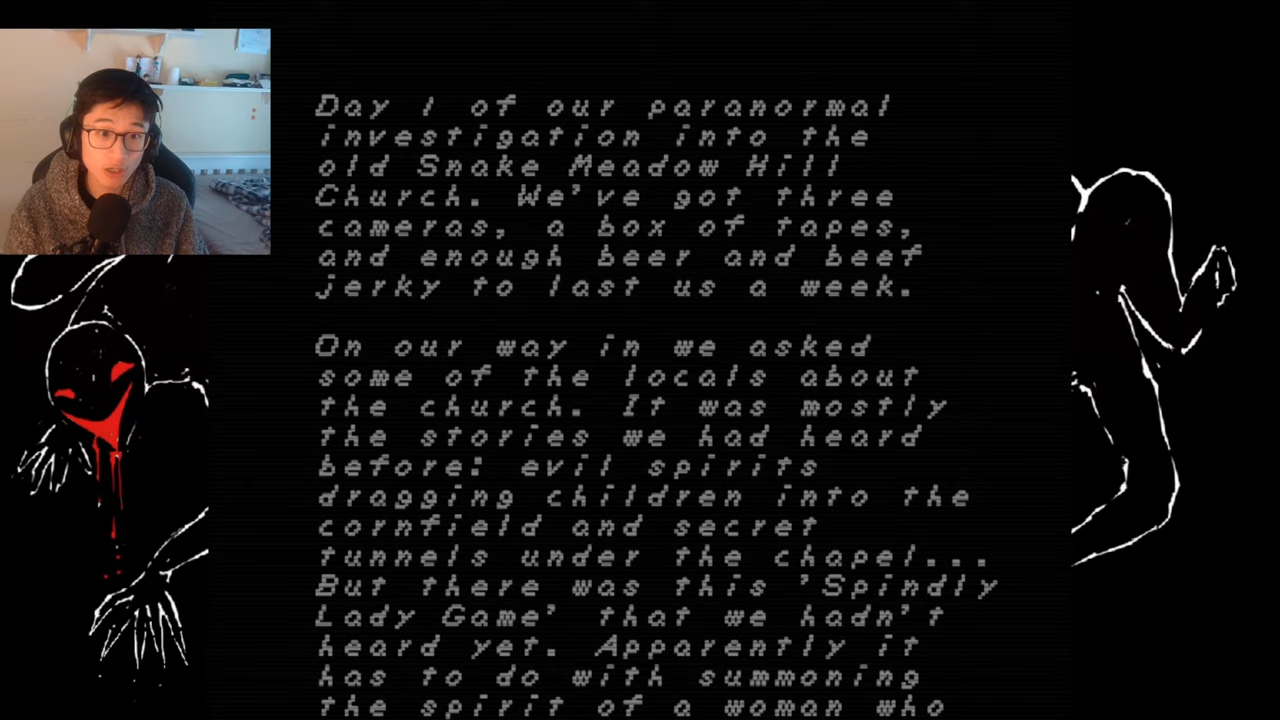 Day 1 of our paranormal
investigation into the
old Snake Meadow Hill
Church. We've got three
cameras, a box of tapes,
and enough beer and beef
jerky to last us a week.
On our way in we asked
some of the locals about
the church. It was mostly
the stories we had heard
before: evil spirits
dragging children into the
cornfield and secret
tunnels under the chapel...
But there was this 'Spindly
Lady Game' that we hadn't
heard yet. Apparently it
has to do with summoning
the spirit of a woman who